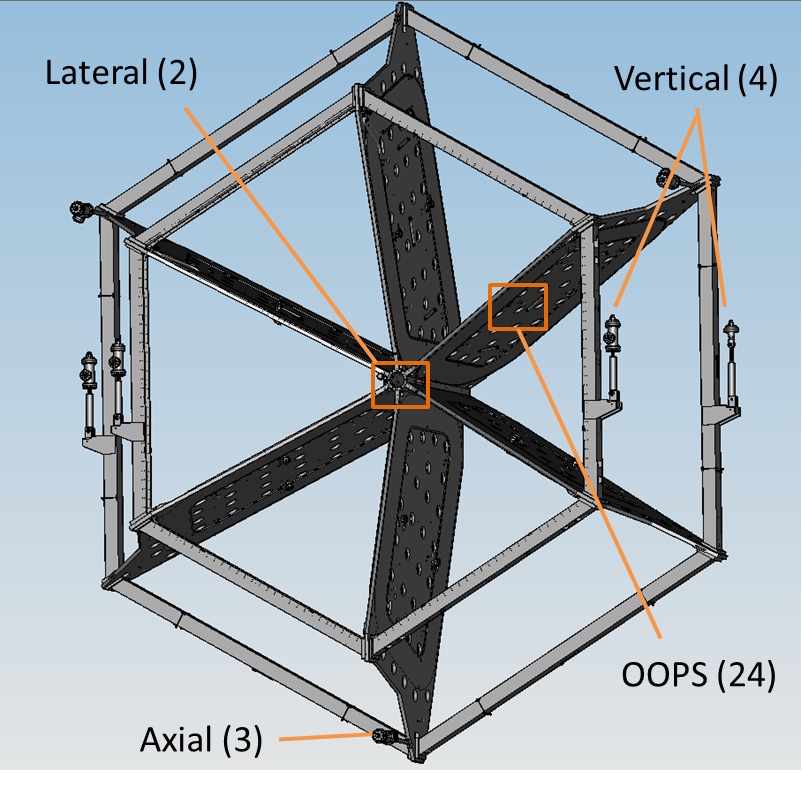 Lateral (2)
Vertical (4)
OOPS (24)
Axial (3)